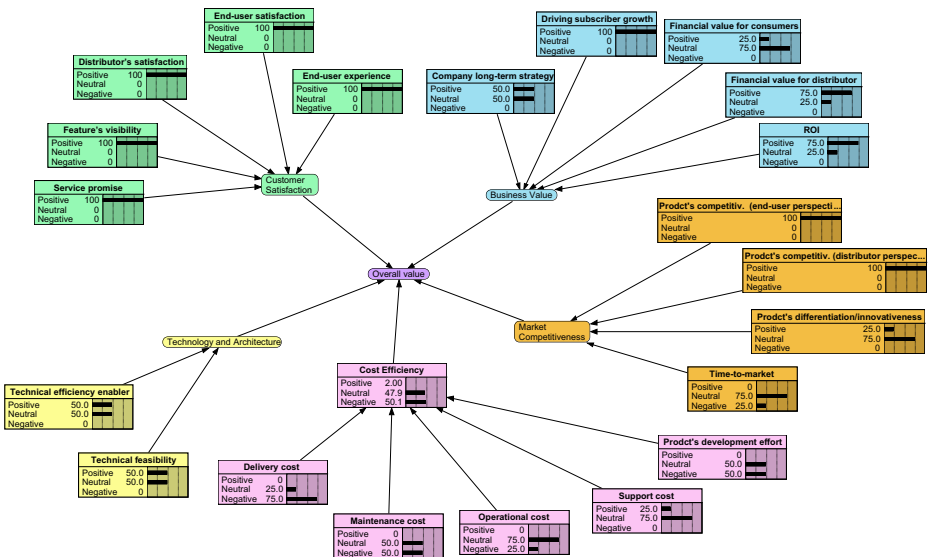 End-user satisfaction
Positive 100
Neutral 0
Negative 0
Driving subscriber growth
Positive 100
Neutral 0
Negative 0
Financial value for consumers
Positive 25.0
Neutral 75.0
Negative 0
Distributor's satisfaction
Positive 100
Neutral 0
Negative 0
End-user experience
Positive 100
Neutral 0
Negative 0
Company long-term strategy
Positive 50.0
Neutral 50.0
Negative 0
Financial value for distributor
Positive 75.0
Neutral 25.0
Negative 0
Feature's visibility
Positive 100
Neutral 0
Negative 0
ROI
Positive 75.0
Neutral 25.0
Negative 0
Service promise
Positive 100
Neutral 0
Negative 0
Customer
Satisfaction
Business Value
Prodct's competitiv. (end-user perspecti...
Positive 100
Neutral 0
Negative 0
Prodct's competitiv. (distributor perspec...
Positive 100
Neutral 0
Negative 0
Overall value
Prodct's differentiation/innovativeness
Positive 25.0
Neutral 75.0
Negative 0
Market
Competitiveness
Technology and Architecture
Cost Efficiency
Positive 2.00
Neutral 47.9
Negative 50.1
Time-to-market
Positive 0
Neutral 75.0
Negative 25.0
Technical efficiency enabler
Positive 50.0
Neutral 50.0
Negative 0
Prodct's development effort
Positive 0
Neutral 50.0
Negative 50.0
Technical feasibility
Positive 50.0
Neutral 50.0
Negative 0
Delivery cost
Positive 0
Neutral 25.0
Negative 75.0
Support cost
Positive 25.0
Neutral 75.0
Negative 0
Maintenance cost
Positive 0
Neutral 50.0
Negative 50.0
Operational cost
Positive 0
Neutral 75.0
Negative 25.0